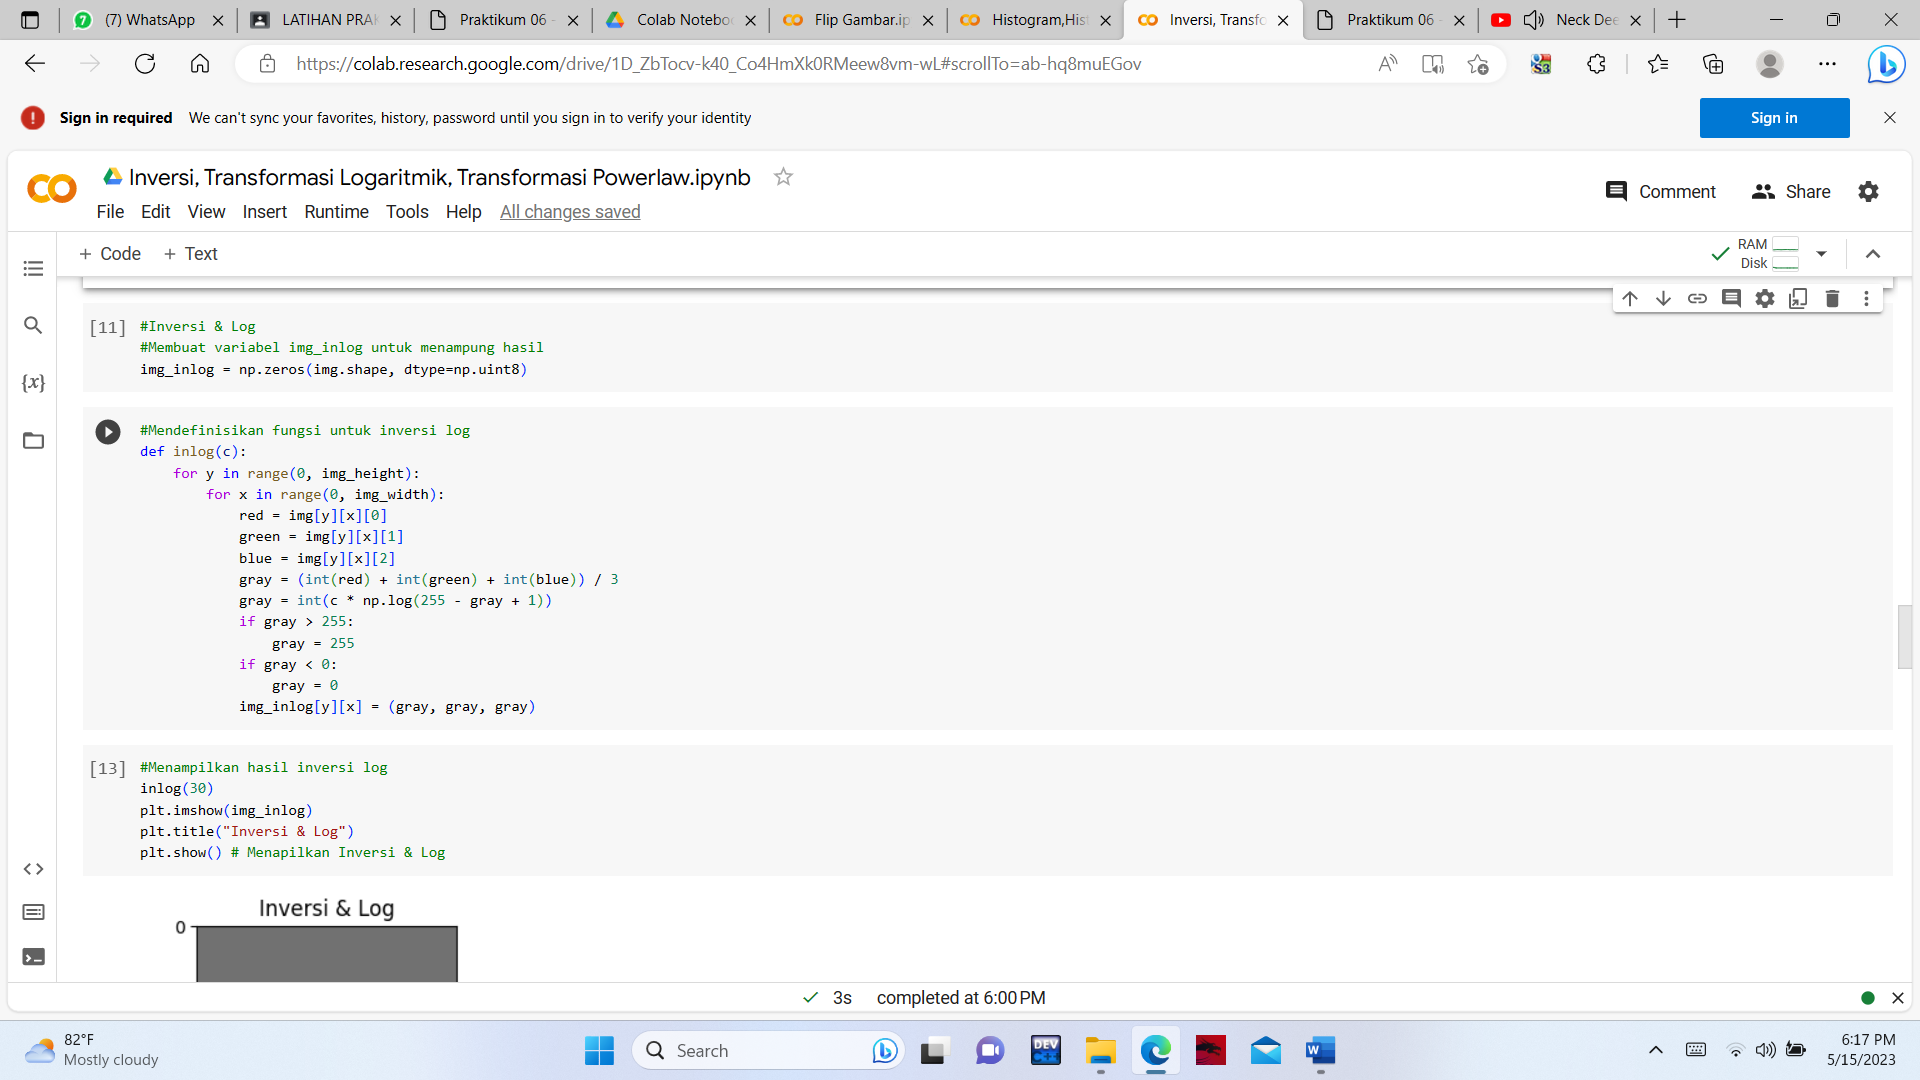 (7) WhatsApp
LATIHAN PRAK
Praktikum 06 -
Colab Notebo
Flip Gambar.ip
Histogram,Hist
Inversi, Transfo
Praktikum 06 -
Neck Dee
https://colab.research.google.com/drive/1D_ZbTocv-k40_Co4HmXk0RMeew8vm-wL#scrollTo=ab-hq8muEGov
Sign in required We can't sync your favorites, history, password until you sign in to verify your identity
Sign in
Inversi, Transformasi Logaritmik, Transformasi Powerlaw.ipynb
Comment
Share
File Edit View Insert Runtime Tools Help All changes saved
+ Code + Text
RAM
Disk
[11] #Inversi & Log
#Membuat variabel img_inlog untuk menampung hasil
img_inlog = np.zeros(img.shape, dtype=np.uint8)
{x}
#Mendefinisikan fungsi untuk inversi log
def inlog(c):
for y in range(0, img_height):
for x in range(0, img_width):
red = img[y][x][0]
green = img[y][x][1]
blue = img[y][x][2]
gray = (int(red) + int(green) + int(blue)) / 3
gray = int(c * np.log(255 - gray + 1))
if gray > 255:
gray = 255
if gray < 0:
gray = 0
img_inlog[y][x] = (gray, gray, gray)
[13] #Menampilkan hasil inversi log
inlog(30)
plt.imshow(img_inlog)
plt.title("Inversi & Log")
plt.show() # Menapilkan Inversi & Log
Inversi & Log
0
3s completed at 6:00 PM
82°F
Mostly cloudy
Search
DEV
C++
W
6:17 PM
5/15/2023